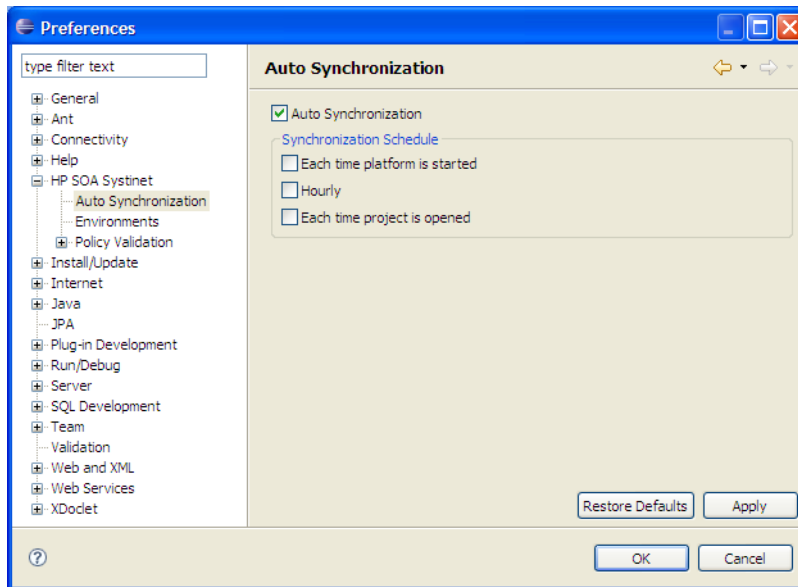 Preferences
type filter text
General
Ant
Connectivity
Help
HP SOA Systinet
Auto Synchronization
Environments
Policy Validation
Install/Update
Internet
Java
JPA
Plug-in Development
Run/Debug
Server
SQL Development
Team
Validation
Web and XML
Web Services
XDoclet
Auto Synchronization
Auto Synchronization
Synchronization Schedule
Each time platform is started
Hourly
Each time project is opened
Restore Defaults
Apply
?
OK
Cancel